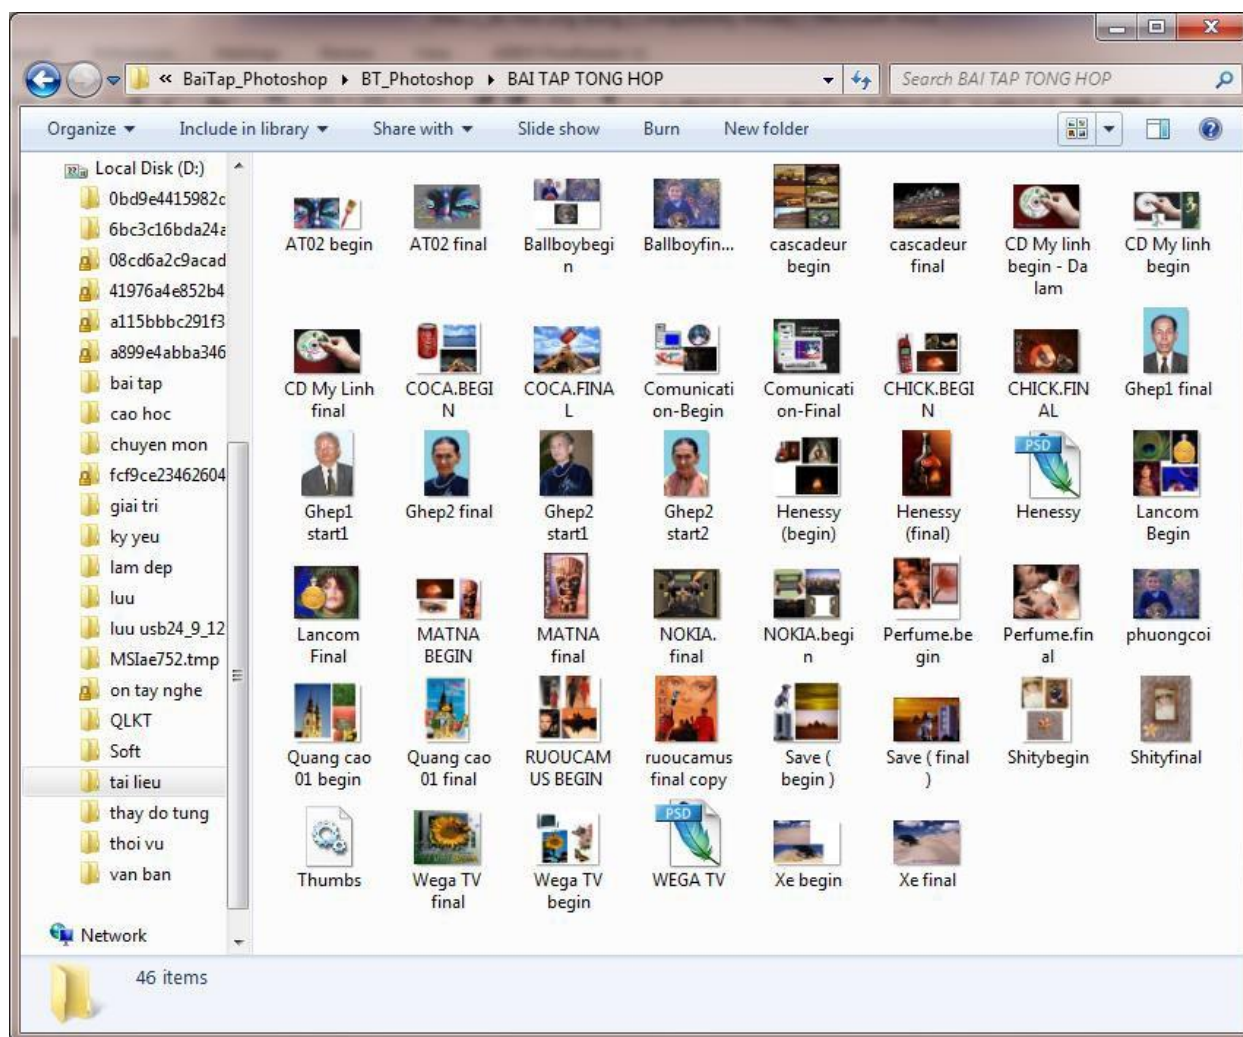 « BaiTap_Photoshop ▸ BT_Photoshop ▸ BAI TAP TONG HOP
Search BAI TAP TONG HOP
Organize Include in library Share with Slide show Burn New folder
Local Disk (D:)
0bd9e4415982c
6bc3c16bda24a
08cd6a2c9acad
41976a4e852b4
a115bbbc291f3
a899e4abba346
bai tap
cao hoc
chuyen mon
fcf9ce23462604
giai tri
ky yeu
lam dep
luu
luu usb24_9_12
MSIae752.tmp
on tay nghe
QLKT
Soft
tai lieu
thay do tung
thoi vu
van ban
Network
AT02 begin
AT02 final
Ballboybegi
n
Ballboyfin...
cascadeur
begin
cascadeur
final
CD My linh
begin - Da
lam
CD My linh
begin
CD My Linh
final
COCA.BEGI
N
COCA.FINA
L
Comunicati
on-Begin
Comunicati
on-Final
CHICK.BEGI
N
CHICK.FIN
AL
Ghep1 final
Ghep1
start1
Ghep2 final
Ghep2
start1
Ghep2
start2
Henessy
(begin)
Henessy
(final)
PSD
Henessy
Lancom
Begin
Lancom
Final
MATNA
BEGIN
MATNA
final
NOKIA.
final
NOKIA.begi
n
Perfume.be
gin
Perfume.fin
al
phuongcoi
Quang cao
01 begin
Quang cao
01 final
RUOUCAM
US BEGIN
ruoucamus
final copy
Save (
begin )
Save ( final
)
Shitybegin
Shityfinal
Thumbs
Wega TV
final
Wega TV
begin
PSD
WEGA TV
Xe begin
Xe final
46 items